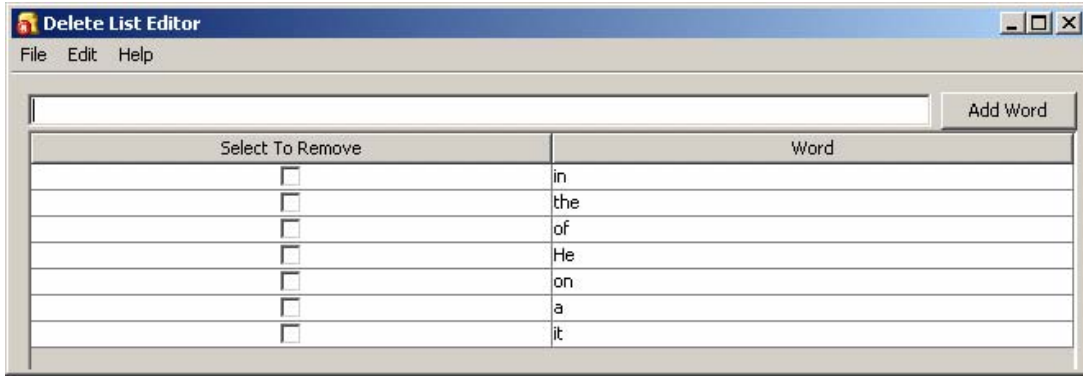 Delete List Editor
File Edit Help
Add Word
Select To Remove Word
in
the
of
He
on
a
it